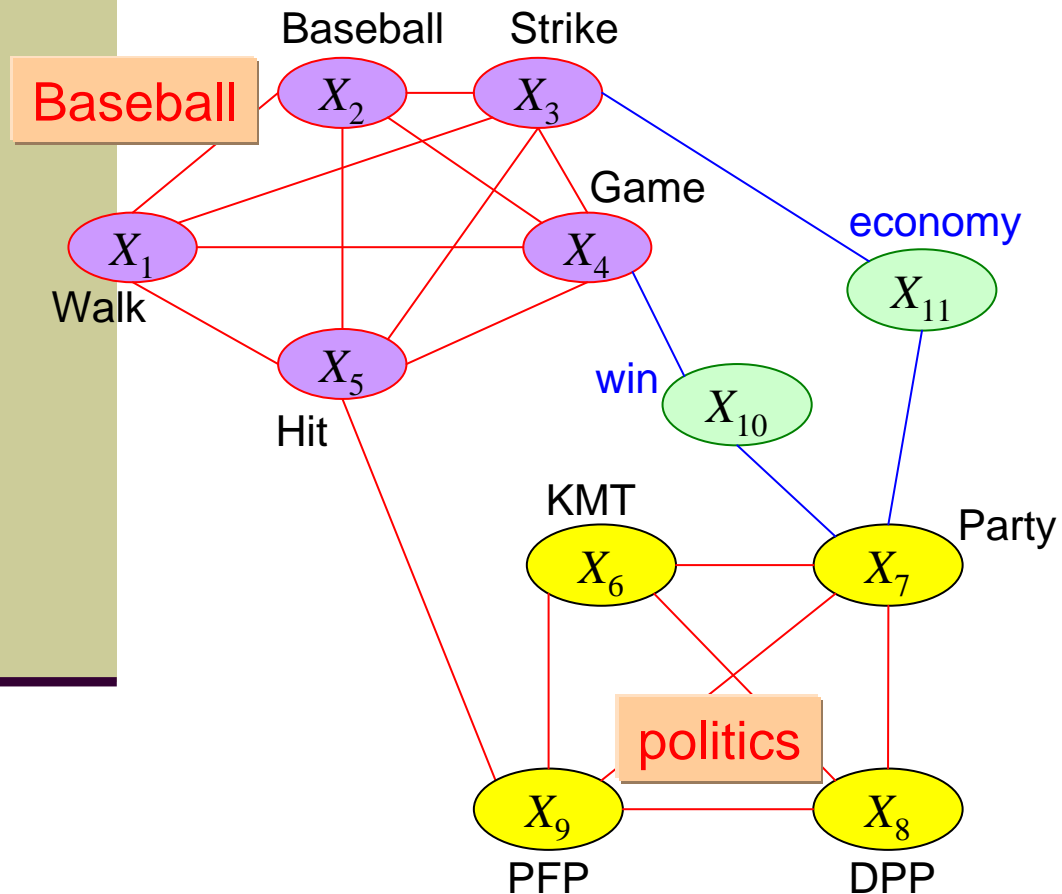 Baseball Strike
Baseball
X2 X3
Game
economy
X1 X4
X11
Walk
X5
win
X10
Hit
KMT
Party
X6 X7
politics
X9 X8
PFP DPP